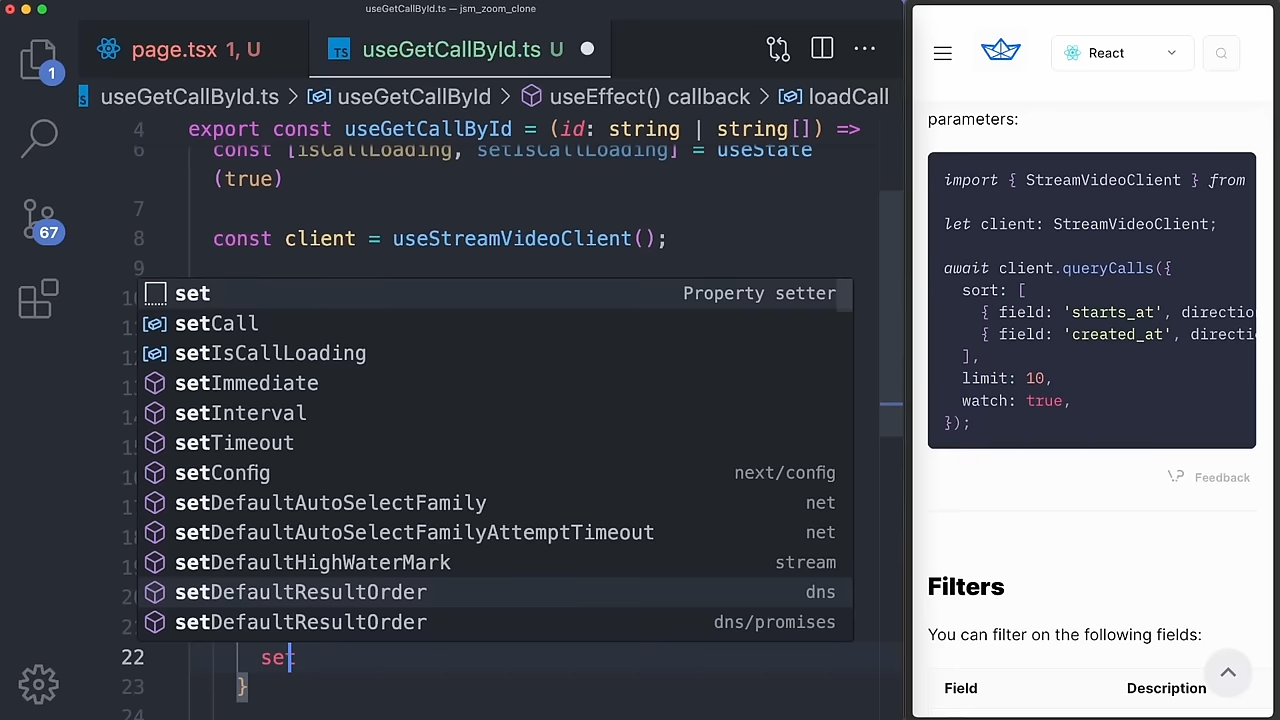 useGetCallById.ts — jsm_zoom_clone
page.tsx 1, U
TS useGetCallById.ts U
1
useGetCallById.ts > useGetCallById > useEffect() callback > loadCall
4 export const useGetCallById = (id: string | string[]) =>
6 const [isCallLoading, setIsCallLoading] = useState
(true)
7
8 const client = useStreamVideoClient();
9
67
set Property setter
setCall
setIsCallLoading
setImmediate
setInterval
setTimeout
setConfig next/config
setDefaultAutoSelectFamily net
setDefaultAutoSelectFamilyAttemptTimeout net
setDefaultHighWaterMark stream
setDefaultResultOrder dns
setDefaultResultOrder dns/promises
22 set
23 }
24
React
parameters:
import { StreamVideoClient } from
let client: StreamVideoClient;
await client.queryCalls({
sort: [
{ field: 'starts_at', directio
{ field: 'created_at', directi
],
limit: 10,
watch: true,
});
Feedback
Filters
You can filter on the following fields:
Field Description